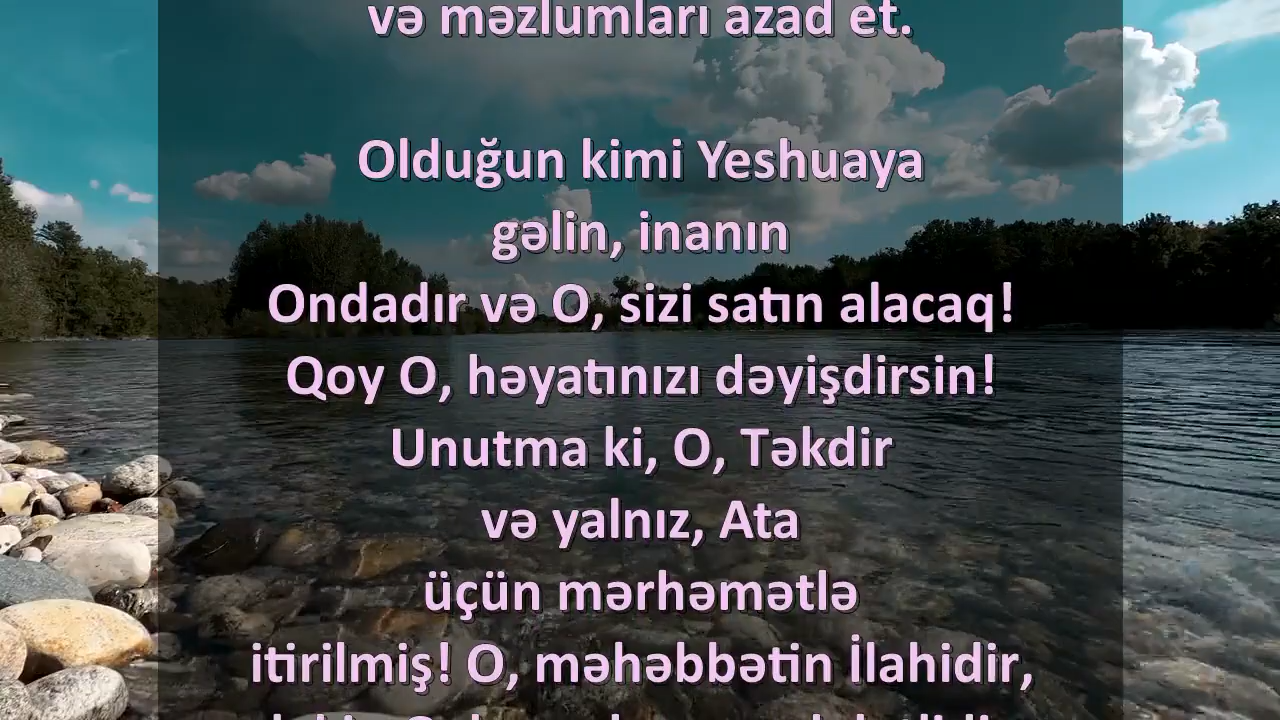 və məzlumları azad et.
Olduğun kimi Yeshuaya
gəlin, inanın
Ondadır və O, sizi satın alacaq!
Qoy O, həyatınızı dəyişdirsin!
Unutma ki, O, Təkdir
və yalnız, Ata
üçün mərhəmətlə
itirilmiş! O, məhəbbətin İlahidir,